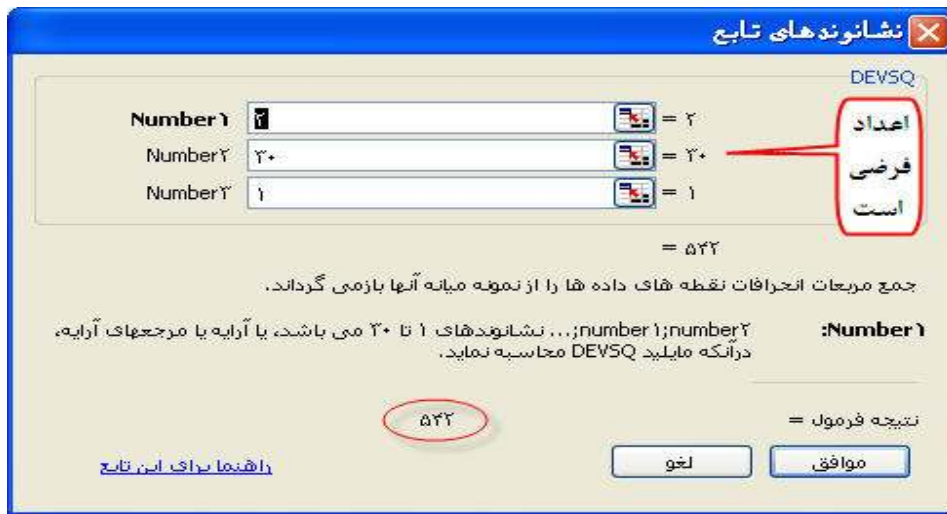 نشانوندهای تابع
DEVSQ
Number۱ ۲ = ۲
Number۲ ۳۰ = ۳۰
Number۳ ۱ = ۱
اعداد
فرضی
است
= ۵۴۲
جمع مربعات انحرافات نقطه های داده ها را از نمونه میانه آنها بازمی گرداند.
Number۱: number۱;number۲;... نشانوندهای ۱ تا ۳۰ می باشد، یا آرایه یا مرجعهای آرایه،
درآنکه مایلید DEVSQ محاسبه نماید.
نتیجه فرمول = ۵۴۲
راهنما برای این تابع
موافق
لغو